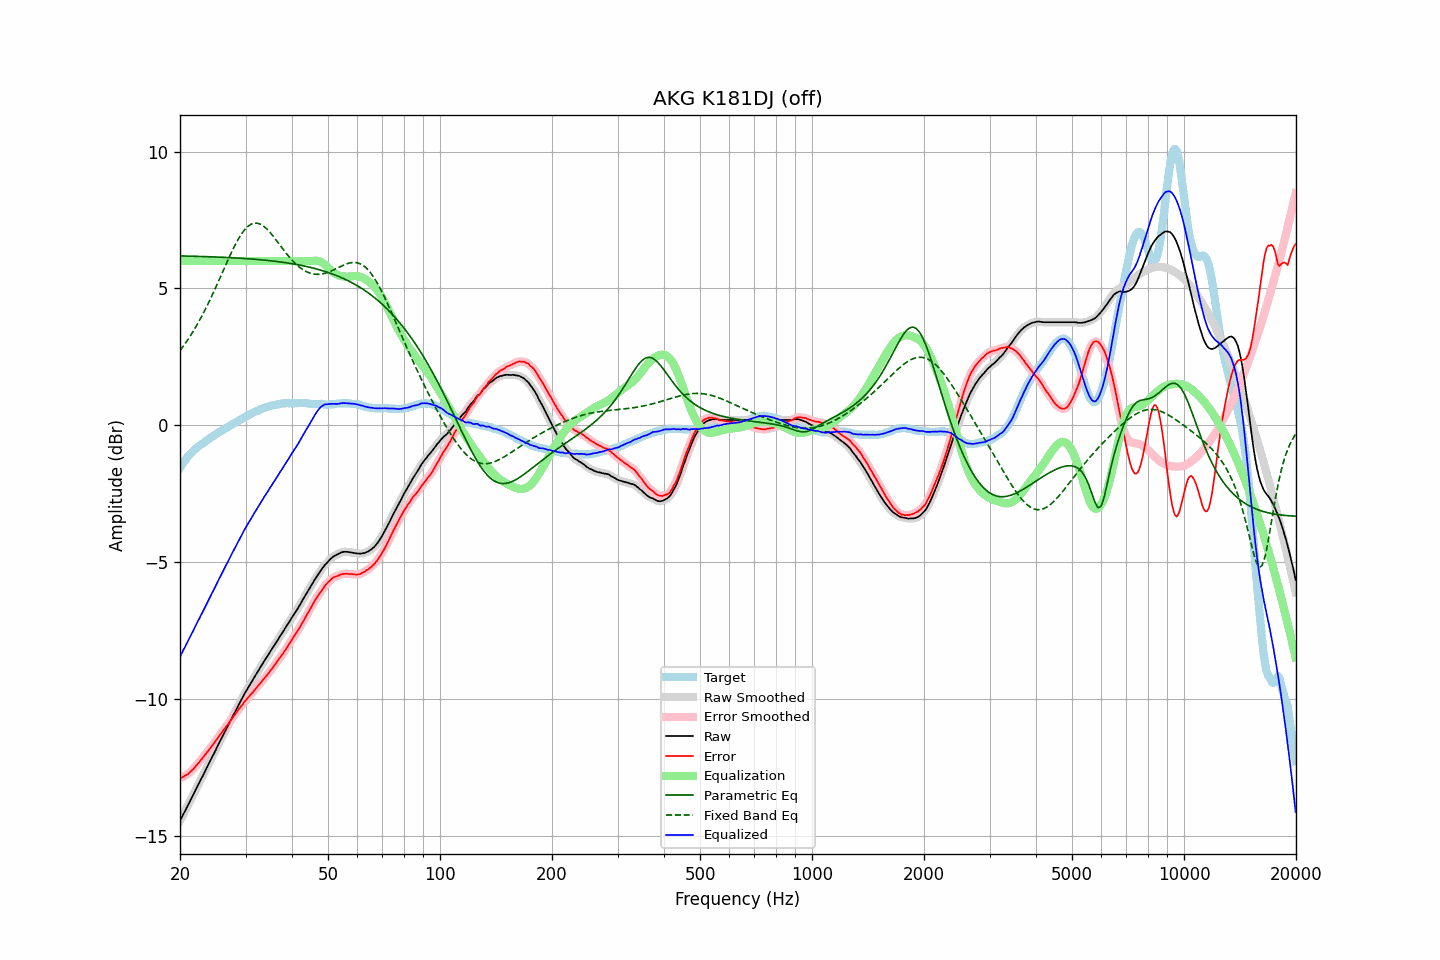 AKG K181DJ (off)
Amplitude (dBr)
10
5
0
−5
−10
−15
Target
Raw Smoothed
Error Smoothed
Raw
Error
Equalization
Parametric Eq
Fixed Band Eq
Equalized
20 50 100 200 500 1000 2000 5000 10000 20000
Frequency (Hz)